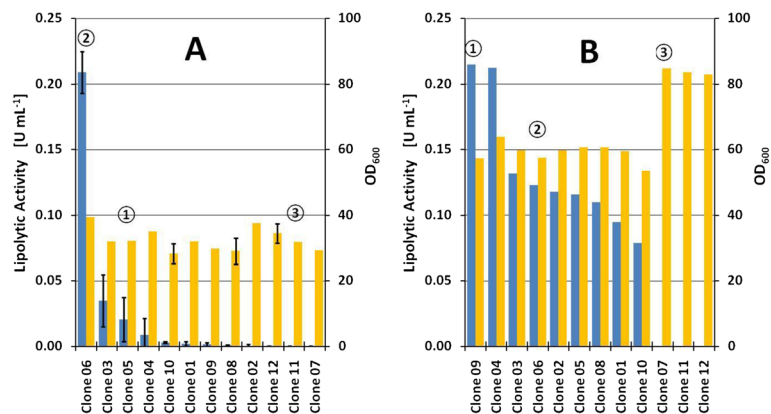 A
Lipolytic Activity [U mL-1]
0.25
0.20
0.15
0.10
0.05
0.00
100
80
60
40
20
0
OD600
②
①
③
Clone 06
Clone 03
Clone 05
Clone 04
Clone 10
Clone 01
Clone 09
Clone 08
Clone 02
Clone 12
Clone 11
Clone 07
B
Lipolytic Activity [U mL-1]
0.25
0.20
0.15
0.10
0.05
0.00
100
80
60
40
20
0
OD600
①
②
③
Clone 09
Clone 04
Clone 03
Clone 06
Clone 02
Clone 05
Clone 08
Clone 01
Clone 10
Clone 07
Clone 11
Clone 12